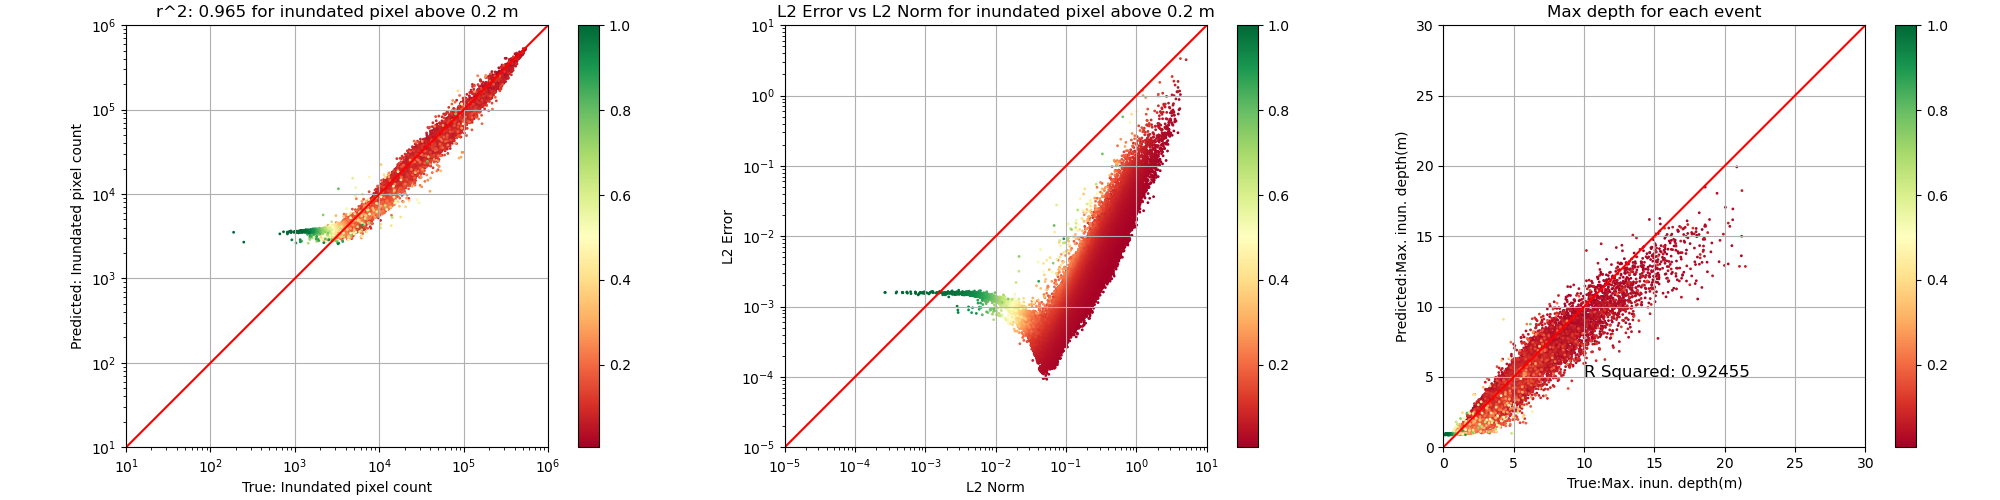 r^2: 0.965 for inundated pixel above 0.2 m
10^6
10^5
10^4
10^3
10^2
10^1
Predicted: Inundated pixel count
10^1 10^2 10^3 10^4 10^5 10^6
True: Inundated pixel count
1.0
0.8
0.6
0.4
0.2
L2 Error vs L2 Norm for inundated pixel above 0.2 m
10^1
10^0
10^-1
10^-2
10^-3
10^-4
10^-5
L2 Error
10^-5 10^-4 10^-3 10^-2 10^-1 10^0 10^1
L2 Norm
1.0
0.8
0.6
0.4
0.2
Max depth for each event
30
25
20
15
10
5
0
Predicted:Max. inun. depth(m)
R Squared: 0.92455
0 5 10 15 20 25 30
True:Max. inun. depth(m)
1.0
0.8
0.6
0.4
0.2